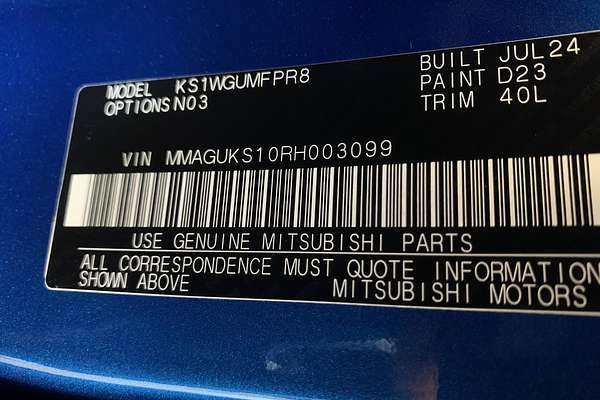 MODEL KS1WGUMFPR8 BUILT JUL24
OPTIONS N03 PAINT D23
TRIM 40L
VIN MMAGUKS10RH003099
USE GENUINE MITSUBISHI PARTS
ALL CORRESPONDENCE MUST QUOTE INFORMATION
SHOWN ABOVE MITSUBISHI MOTORS